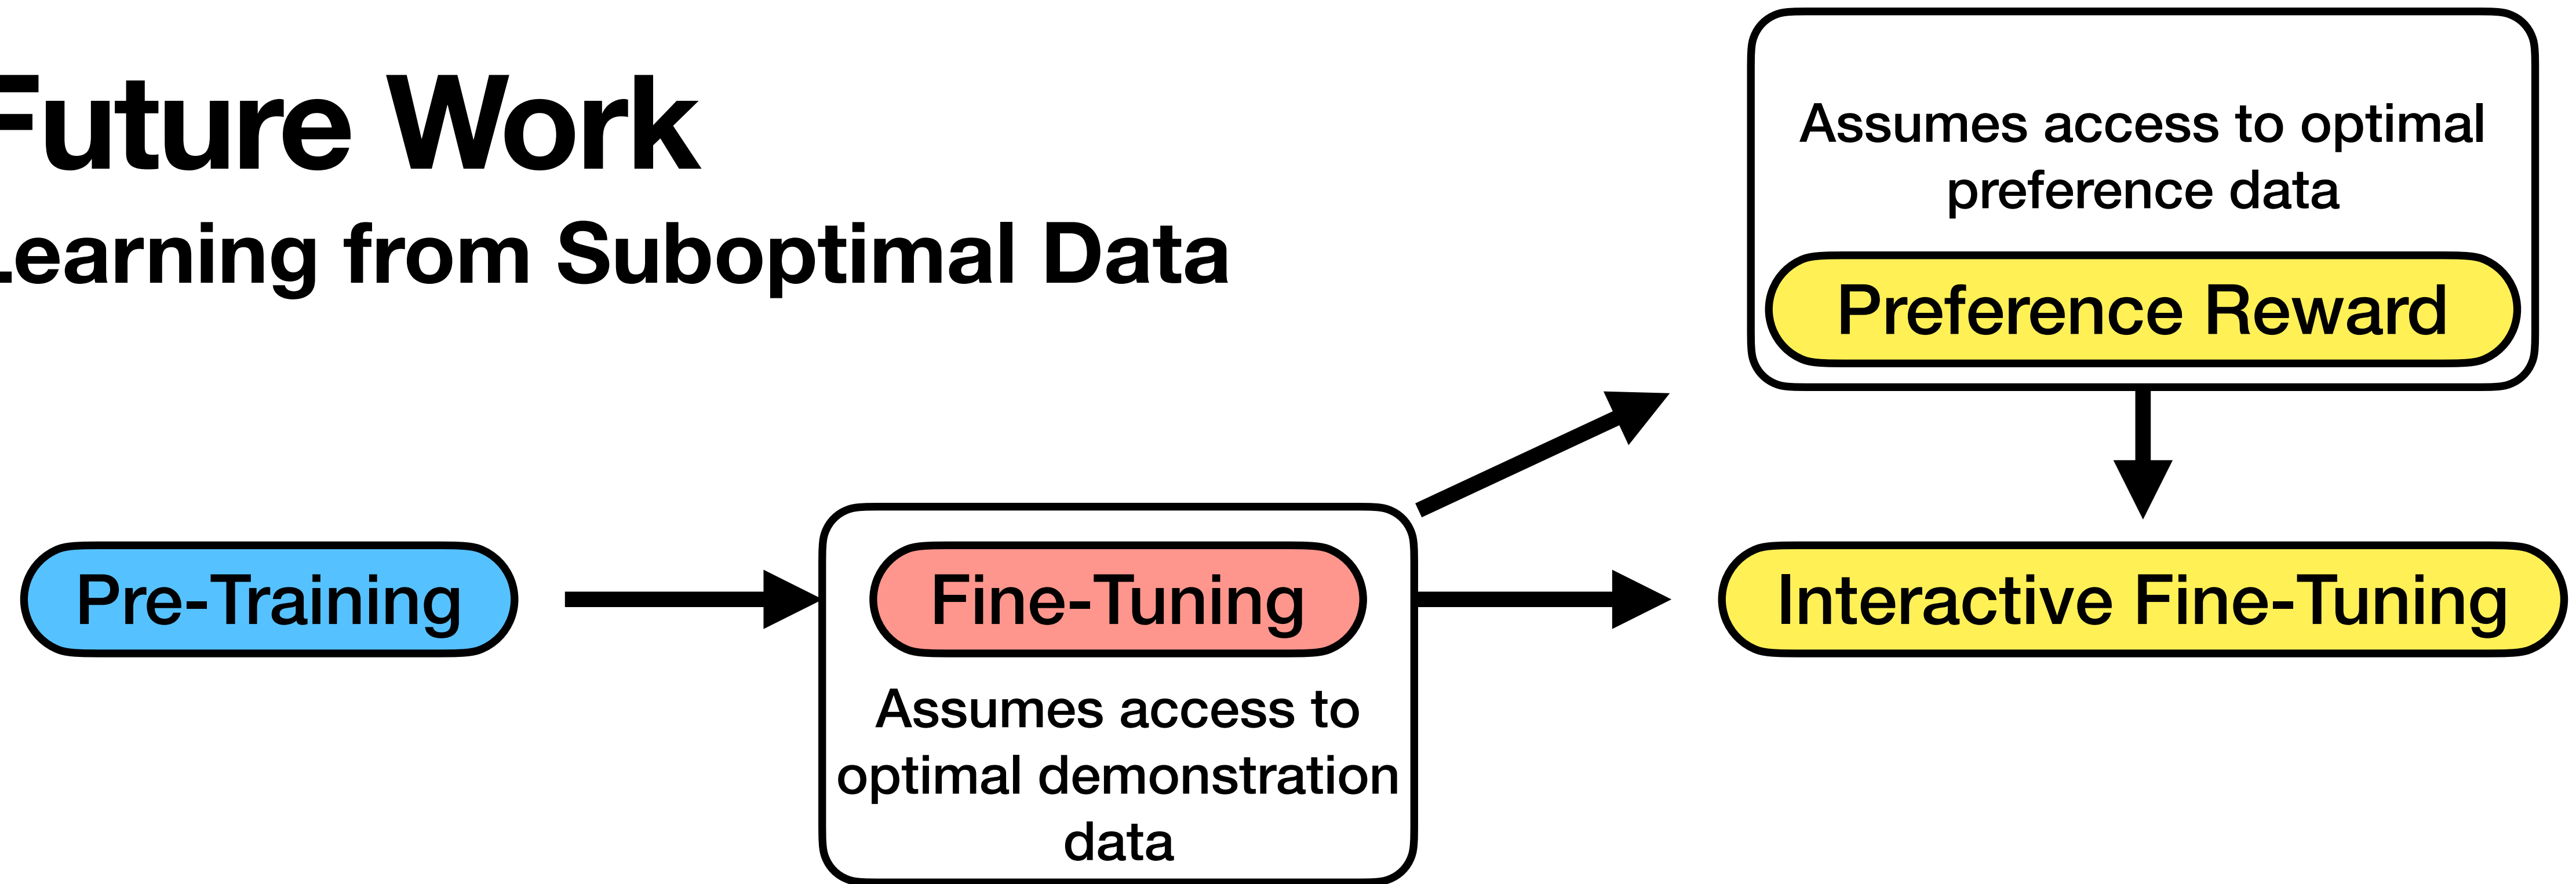 Future Work
Learning from Suboptimal Data
Assumes access to optimal
preference data
Preference Reward
Pre-Training
Fine-Tuning
Interactive Fine-Tuning
Assumes access to
optimal demonstration
data